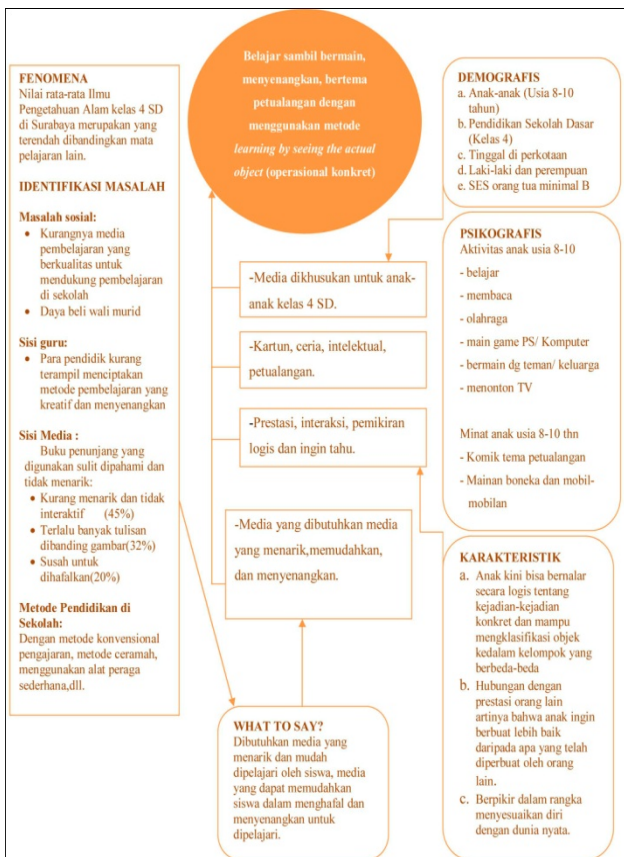 Belajar sambil bermain,
menyenangkan, bertema
petualangan dengan
menggunakan metode
learning by seeing the actual
object (operasional konkret)
FENOMENA
Nilai rata-rata Ilmu
Pengetahuan Alam kelas 4 SD
di Surabaya merupakan yang
terendah dibandingkan mata
pelajaran lain.
IDENTIFIKASI MASALAH
Masalah sosial:
• Kurangnya media
pembelajaran yang
berkualitas untuk
mendukung pembelajaran
di sekolah
• Daya beli wali murid
Sisi guru:
• Para pendidik kurang
terampil menciptakan
metode pembelajaran yang
kreatif dan menyenangkan
Sisi Media :
Buku penunjang yang
digunakan sulit dipahami dan
tidak menarik:
• Kurang menarik dan tidak
interaktif (45%)
• Terlalu banyak tulisan
dibanding gambar(32%)
• Susah untuk
dihafalkan(20%)
Metode Pendidikan di
Sekolah:
Dengan metode konvensional
pengajaran, metode ceramah,
menggunakan alat peraga
sederhana,dll.
-Media dikhusukan untuk anak-
anak kelas 4 SD.
-Kartun, ceria, intelektual,
petualangan.
-Prestasi, interaksi, pemikiran
logis dan ingin tahu.
-Media yang dibutuhkan media
yang menarik,memudahkan,
dan menyenangkan.
WHAT TO SAY?
Dibutuhkan media yang
menarik dan mudah
dipelajari oleh siswa, media
yang dapat memudahkan
siswa dalam menghafal dan
menyenangkan untuk
dipelajari.
DEMOGRAFIS
a. Anak-anak (Usia 8-10
tahun)
b. Pendidikan Sekolah Dasar
(Kelas 4)
c. Tinggal di perkotaan
d. Laki-laki dan perempuan
e. SES orang tua minimal B
PSIKOGRAFIS
Aktivitas anak usia 8-10
- belajar
- membaca
- olahraga
- main game PS/ Komputer
- bermain dg teman/ keluarga
- menonton TV
Minat anak usia 8-10 thn
- Komik tema petualangan
- Mainan boneka dan mobil-
mobilan
KARAKTERISTIK
a. Anak kini bisa bernalar
secara logis tentang
kejadian-kejadian
konkret dan mampu
mengklasifikasi objek
kedalam kelompok yang
berbeda-beda
b. Hubungan dengan
prestasi orang lain
artinya bahwa anak ingin
berbuat lebih baik
daripada apa yang telah
diperbuat oleh orang
lain.
c. Berpikir dalam rangka
menyesuaikan diri
dengan dunia nyata.